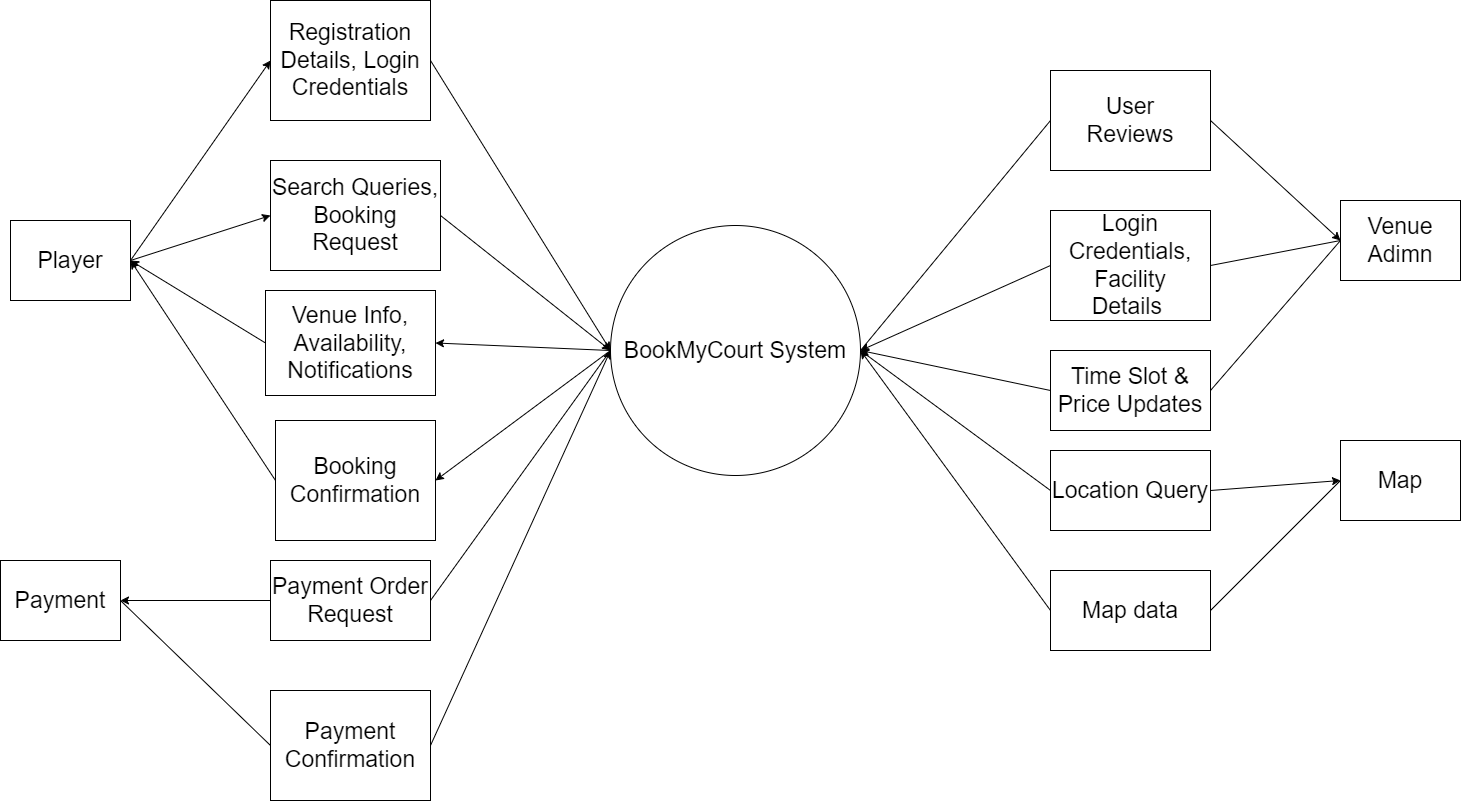 Registration
Details, Login
Credentials
Search Queries,
Booking
Request
Player
Venue Info,
Availability,
Notifications
Booking
Confirmation
Payment
Payment Order
Request
Payment
Confirmation
BookMyCourt System
User
Reviews
Login
Credentials,
Facility
Details
Time Slot &
Price Updates
Location Query
Map data
Venue
Adimn
Map